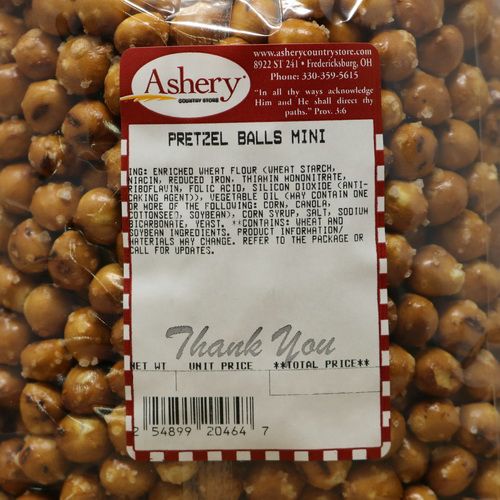 www.asherycountrystore.com
8922 ST 241 • Fredericksburg, OH
Phone: 330-359-5615
Ashery
COUNTRY STORE
"In all thy ways acknowledge
Him and He shall direct thy
paths." Prov. 3:6
PRETZEL BALLS MINI
ING: ENRICHED WHEAT FLOUR (WHEAT STARCH,
NIACIN, REDUCED IRON, THIAMIN MONONITRATE,
RIBOFLAVIN, FOLIC ACID, SILICON DIOXIDE (ANTI-
CAKING AGENT)), VEGETABLE OIL (MAY CONTAIN ONE
OR MORE OF THE FOLLOWING: CORN, CANOLA,
COTTONSEED, SOYBEAN), CORN SYRUP, SALT, SODIUM
BICARBONATE, YEAST. **CONTAINS: WHEAT AND
SOYBEAN INGREDIENTS. PRODUCT INFORMATION/
MATERIALS MAY CHANGE. REFER TO THE PACKAGE OR
CALL FOR UPDATES.
Thank You
NET WT UNIT PRICE **TOTAL PRICE**
2 54899 20464 7